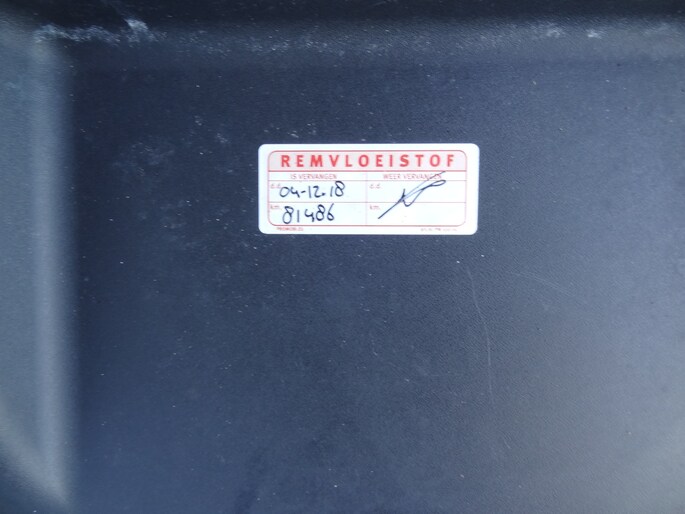 REMVLOEISTOF
IS VERVANGEN WEER VERVANGEN
d.d. 04-12.18 d.d.
km. 81486 km.